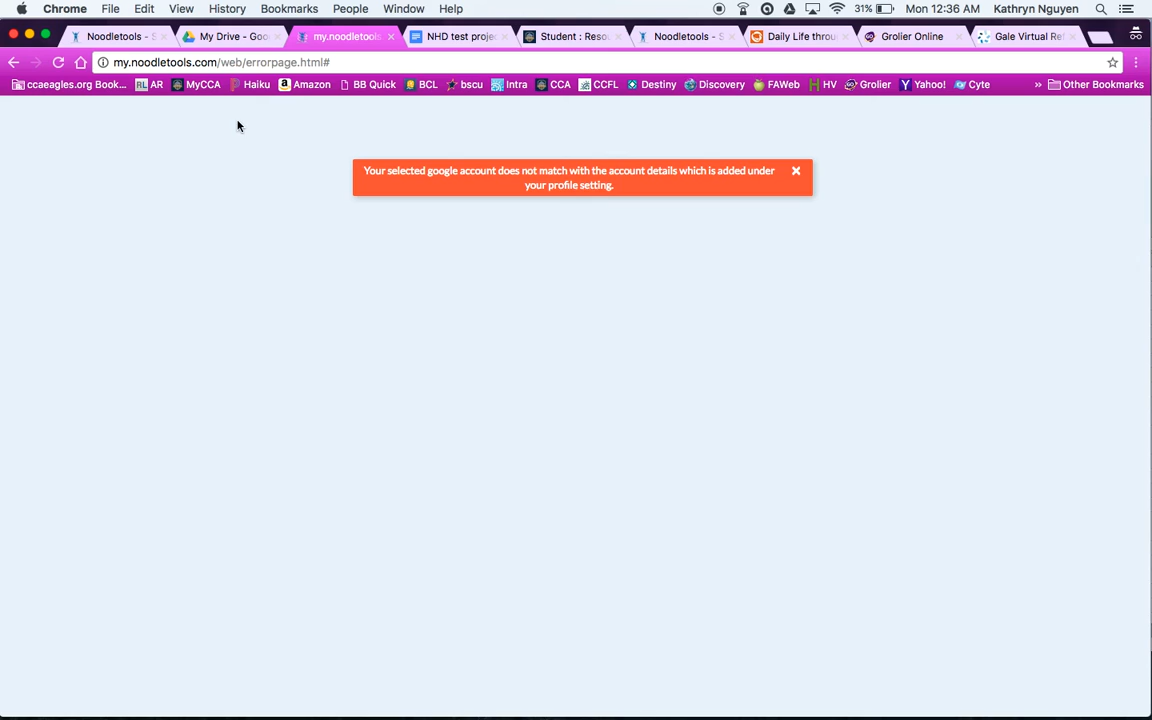 Chrome File Edit View History Bookmarks People Window Help 31% Mon 12:36 AM Kathryn Nguyen
Noodletools - S My Drive - Goo my.noodletools. NHD test projec Student : Reso Noodletools - S Daily Life throu Grolier Online Gale Virtual Ref
my.noodletools.com/web/errorpage.html#
ccaeagles.org Book... AR MyCCA Haiku Amazon BB Quick BCL bscu Intra CCA CCFL Destiny Discovery FAWeb HV Grolier Yahoo! Cyte » Other Bookmarks
Your selected google account does not match with the account details which is added under
your profile setting.